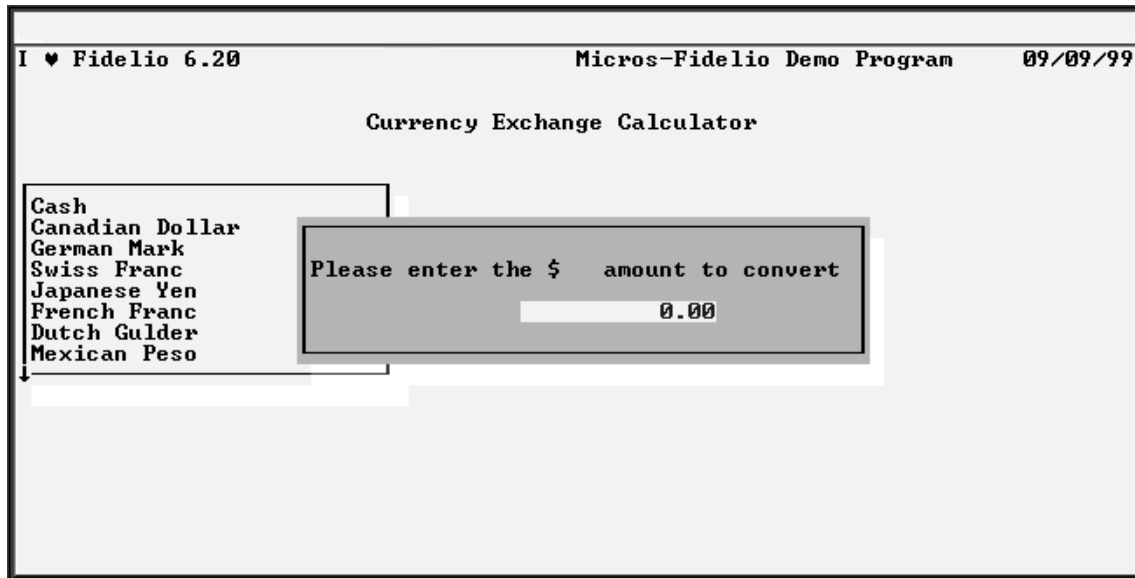 I ♥ Fidelio 6.20 Micros-Fidelio Demo Program 09/09/99
Currency Exchange Calculator
Cash
Canadian Dollar
German Mark
Swiss Franc
Japanese Yen
French Franc
Dutch Gulder
Mexican Peso
Please enter the $ amount to convert
0.00